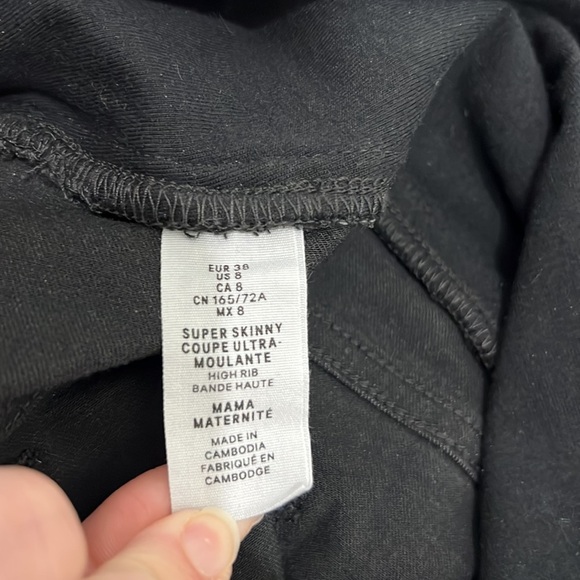 EUR 38
US 8
CA 8
CN 165/72A
MX 8
SUPER SKINNY
COUPE ULTRA-
MOULANTE
HIGH RIB
BANDE HAUTE
MAMA
MATERNITÉ
MADE IN
CAMBODIA
FABRIQUÉ EN
CAMBODGE